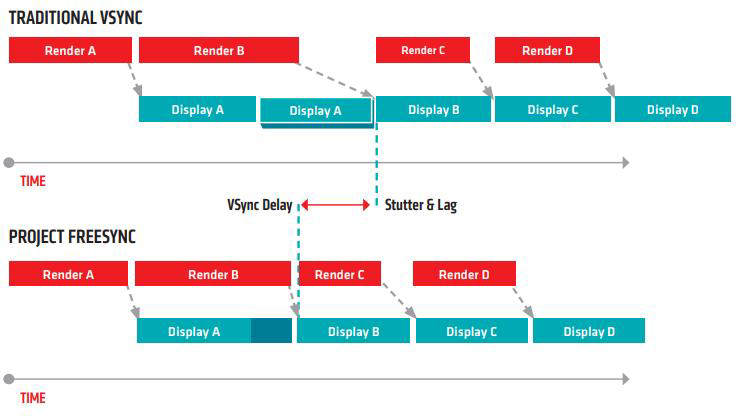 TRADITIONAL VSYNC
Render A Render B Render C Render D
Display A Display A Display B Display C Display D
TIME
VSync Delay Stutter & Lag
PROJECT FREESYNC
Render A Render B Render C Render D
Display A Display B Display C Display D
TIME